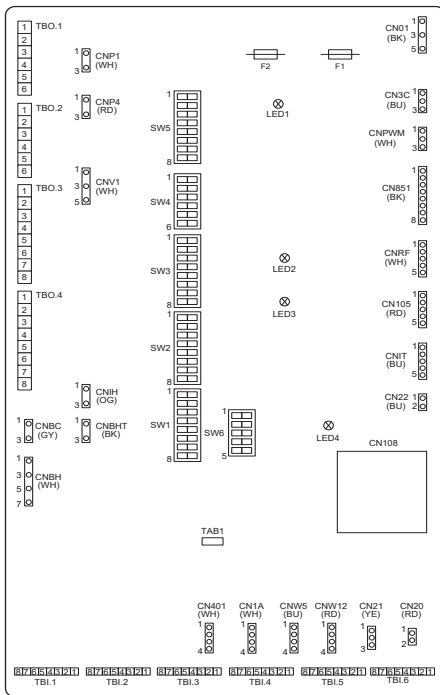 1 TBO.1
2
3
4
5
6
1 CNP1
3 (WH)
F2
F1
CN01
(BK)
1
3
5
1 TBO.2
2
3
4
5
6
1 CNP4
3 (RD)
1
SW5
8
LED1
CN3C
(BU)
1
3
CNPWM
(WH)
1
3
1 TBO.3
2
3
4
5
6
7
8
1 CNV1
3 (WH)
5
1
SW4
6
CN851
(BK)
1
8
1
SW3
8
LED2
CNRF
(WH)
1
5
1 TBO.4
2
3
4
5
6
7
8
1
SW2
8
LED3
CN105
(RD)
1
5
CNIT
(BU)
1
5
1 CNIH
3 (OG)
1
SW1
8
CN22
(BU)
1
2
CNBC
(GY)
1
3
1 CNBHT
3 (BK)
1
SW6
5
LED4
CN108
1 CNBH
3 (WH)
5
7
TAB1
CN401
(WH)
1
4
CN1A
(WH)
1
4
CNW5
(BU)
1
4
CNW12
(RD)
1
4
CN21
(YE)
1
3
CN20
(RD)
1
2
8 7 6 5 4 3 2 1
TBI.1
8 7 6 5 4 3 2 1
TBI.2
8 7 6 5 4 3 2 1
TBI.3
8 7 6 5 4 3 2 1
TBI.4
8 7 6 5 4 3 2 1
TBI.5
8 7 6 5 4 3 2 1
TBI.6